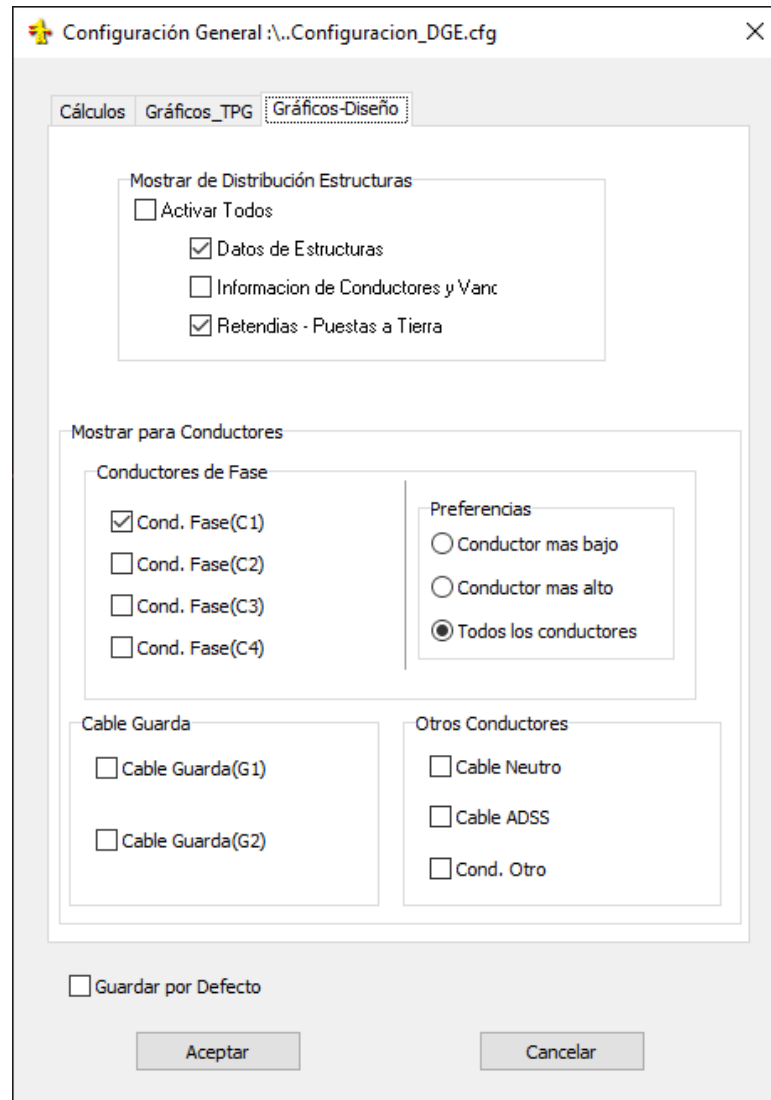 Configuración General :\..Configuracion_DGE.cfg
Cálculos Gráficos_TPG Gráficos-Diseño
Mostrar de Distribución Estructuras
Activar Todos
Datos de Estructuras
Informacion de Conductores y Vanc
Retendias - Puestas a Tierra
Mostrar para Conductores
Conductores de Fase
Cond. Fase(C1)
Cond. Fase(C2)
Cond. Fase(C3)
Cond. Fase(C4)
Preferencias
Conductor mas bajo
Conductor mas alto
Todos los conductores
Cable Guarda
Cable Guarda(G1)
Cable Guarda(G2)
Otros Conductores
Cable Neutro
Cable ADSS
Cond. Otro
Guardar por Defecto
Aceptar
Cancelar